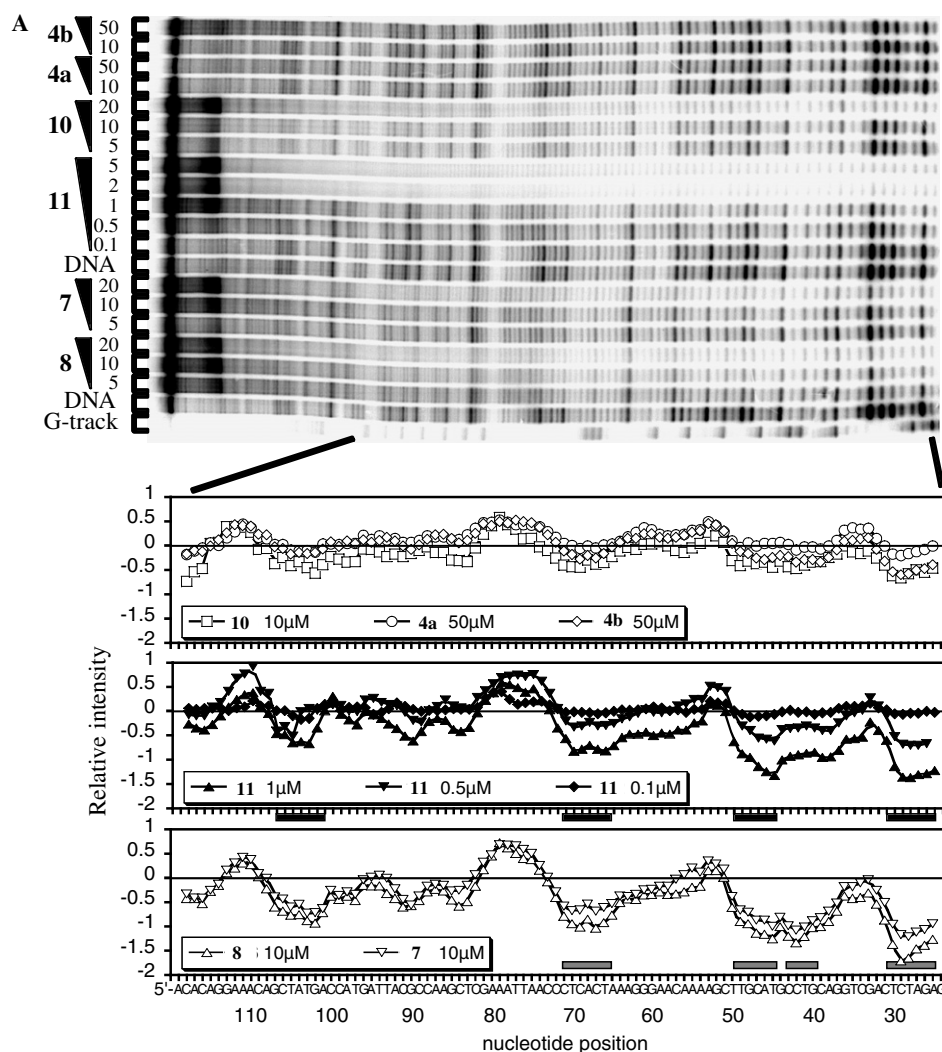 A
4b 50
10
4a 50
10
10 20
10
5
11 5
2
1
0.5
0.1
DNA
7 20
10
5
8 20
10
5
DNA
G-track
Relative intensity
1
0.5
0
-0.5
-1
-1.5
-2
10 10µM 4a 50µM 4b 50µM
1
0.5
0
-0.5
-1
-1.5
-2
11 1µM 11 0.5µM 11 0.1µM
1
0.5
0
-0.5
-1
-1.5
-2
8 10µM 7 10µM
5'-ACACAGGAAACAGCTATGACCATGATTACGCCAAGCTCGAAATTAACCCTCACTAAAGGGAACAAAAGCTTGCATGCCTGCAGGTCGACTCTAGAG
110 100 90 80 70 60 50 40 30
nucleotide position